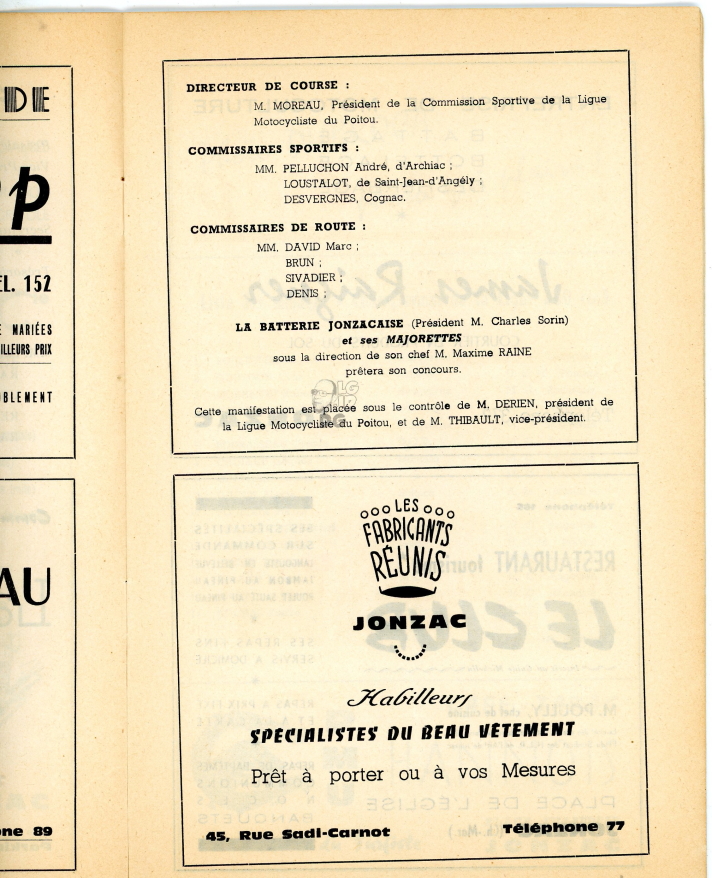 DE
P
EL. 152
E MARIÉES
ILLEURS PRIX
BLEMENT
AU
one 89
DIRECTEUR DE COURSE :
M. MOREAU, Président de la Commission Sportive de la Ligue
Motocycliste du Poitou.
COMMISSAIRES SPORTIFS :
MM. PELLUCHON André, d'Archiac ;
LOUSTALOT, de Saint-Jean-d'Angély ;
DESVERGNES, Cognac.
COMMISSAIRES DE ROUTE :
MM. DAVID Marc ;
BRUN ;
SIVADIER ;
DENIS ;
LA BATTERIE JONZACAISE (Président M. Charles Sorin)
et ses MAJORETTES
sous la direction de son chef M. Maxime RAINE
prêtera son concours.
Cette manifestation est placée sous le contrôle de M. DERIEN, président de
la Ligue Motocycliste du Poitou, et de M. THIBAULT, vice-président.
LES
FABRICANTS
RÉUNIS
JONZAC
Habilleurs
SPÉCIALISTES DU BEAU VÊTEMENT
Prêt à porter ou à vos Mesures
45, Rue Sadi-Carnot Téléphone 77